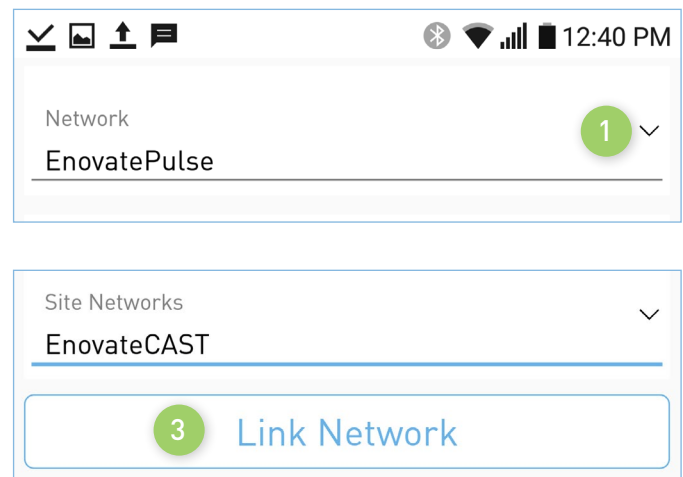 12:40 PM
Network
1
EnovatePulse
Site Networks
EnovateCAST
3 Link Network